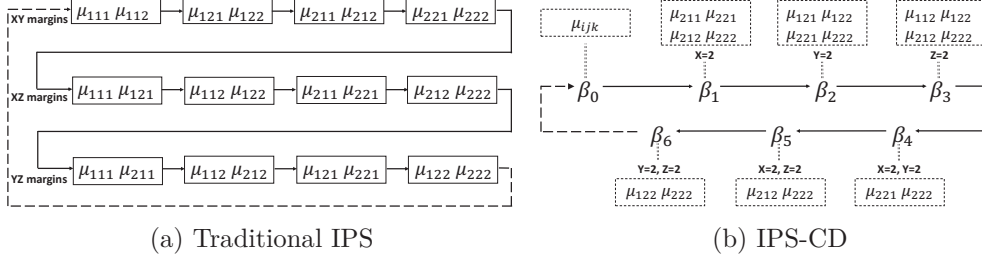 XY margins μ111 μ112 μ121 μ122 μ211 μ212 μ221 μ222
XZ margins μ111 μ121 μ112 μ122 μ211 μ221 μ212 μ222
YZ margins μ111 μ211 μ112 μ212 μ121 μ221 μ122 μ222
(a) Traditional IPS
μijk
μ211 μ221
μ212 μ222
X=2
μ121 μ122
μ221 μ222
Y=2
μ112 μ122
μ212 μ222
Z=2
β0 β1 β2 β3
β6 β5 β4
Y=2, Z=2 X=2, Z=2 X=2, Y=2
μ122 μ222 μ212 μ222 μ221 μ222
(b) IPS-CD